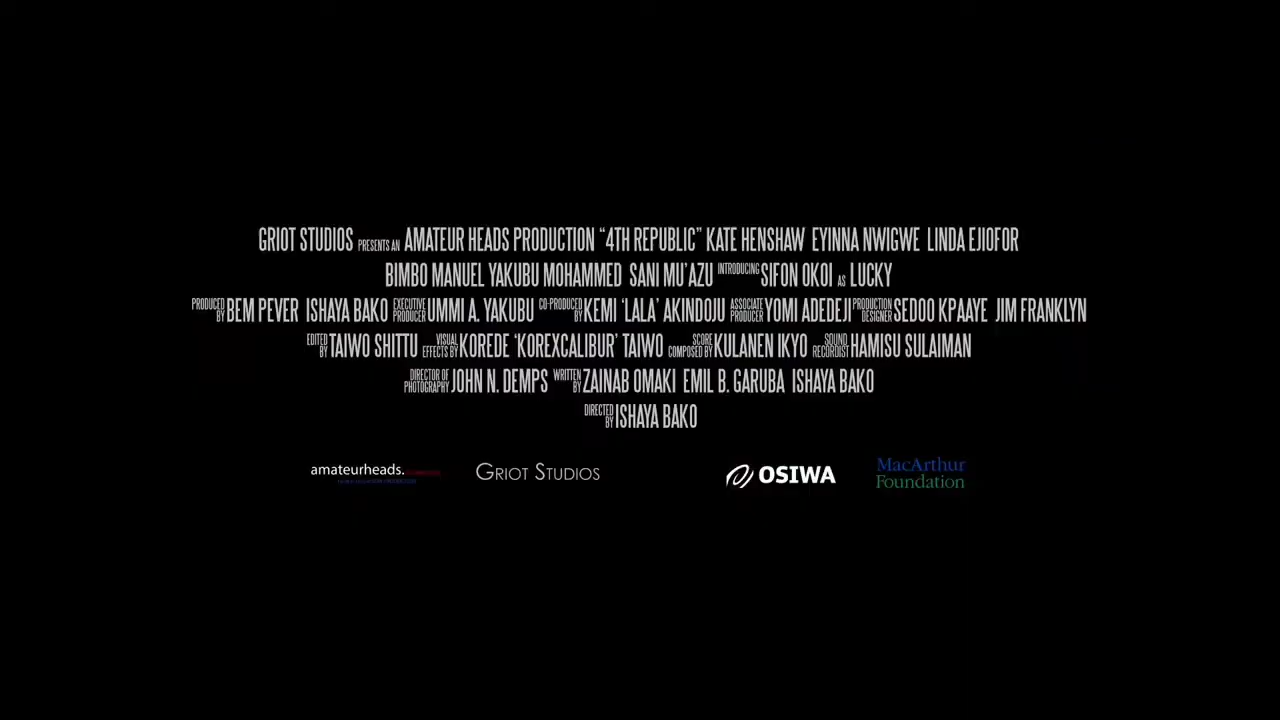 GRIOT STUDIOS PRESENTS AN AMATEUR HEADS PRODUCTION “4TH REPUBLIC” KATE HENSHAW EYINNA NWIGWE LINDA EJIOFOR
BIMBO MANUEL YAKUBU MOHAMMED SANI MU'AZU INTRODUCING SIFON OKOI AS LUCKY
PRODUCED BY BEM PEVER ISHAYA BAKO EXECUTIVE PRODUCER UMMI A. YAKUBU CO-PRODUCED BY KEMI ‘LALA’ AKINDOJU ASSOCIATE PRODUCER YOMI ADEDEJI PRODUCTION DESIGNER SEDOO KPAAYE JIM FRANKLYN
EDITED BY TAIWO SHITTU VISUAL EFFECTS BY KOREDE ‘KOREXCALIBUR’ TAIWO SCORE COMPOSED BY KULANEN IKYO SOUND RECORDIST HAMISU SULAIMAN
DIRECTOR OF PHOTOGRAPHY JOHN N. DEMPS WRITTEN BY ZAINAB OMAKI EMIL B. GARUBA ISHAYA BAKO
DIRECTED BY ISHAYA BAKO
amateurheads. GRIOT STUDIOS OSIWA MacArthur Foundation